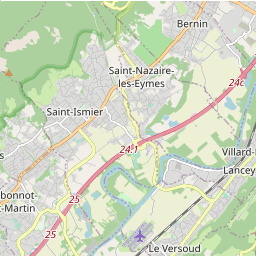 Bernin
Saint-Nazaire-
les-Eymes
24c
Saint-Ismier
24.1
Villard-
Lancey
25
bonnot-
t-Martin
25
Le Versoud